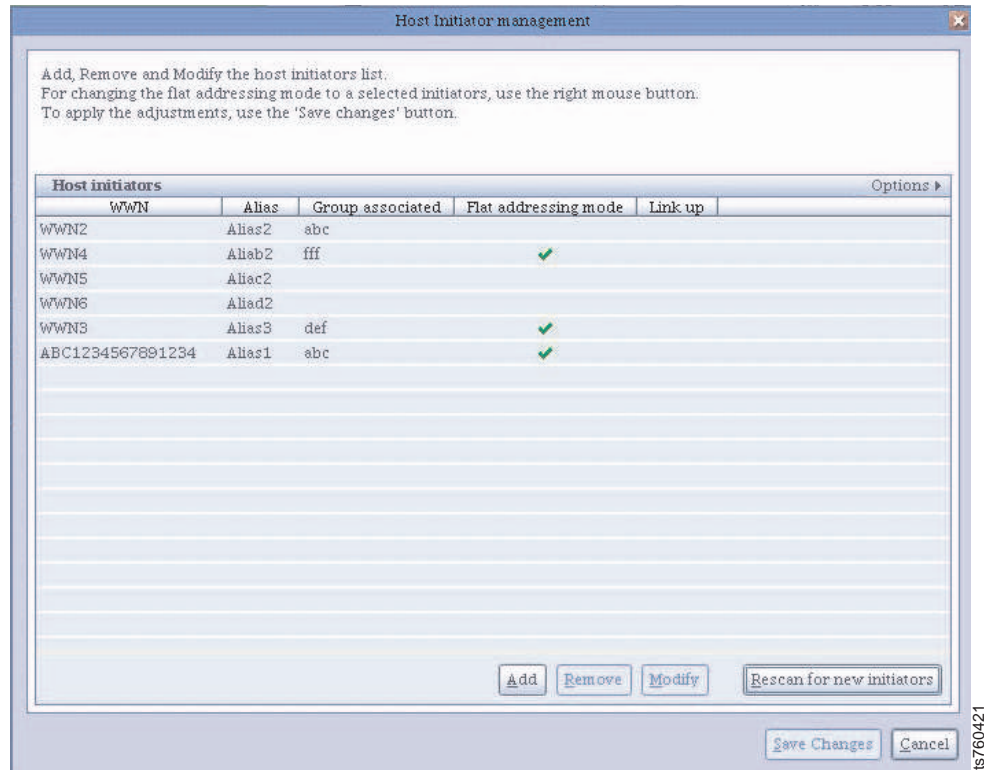 Host Initiator management
Add, Remove and Modify the host initiators list.
For changing the flat addressing mode to a selected initiators, use the right mouse button.
To apply the adjustments, use the 'Save changes' button.
Host initiators Options
WWN Alias Group associated Flat addressing mode Link up
WWN2 Alias2 abc
WWN4 Aliab2 fff
WWN5 Aliac2
WWN6 Aliad2
WWN3 Alias3 def
ABC1234567891234 Alias1 abc
Add Remove Modify Rescan for new initiators
Save Changes Cancel
ts760421